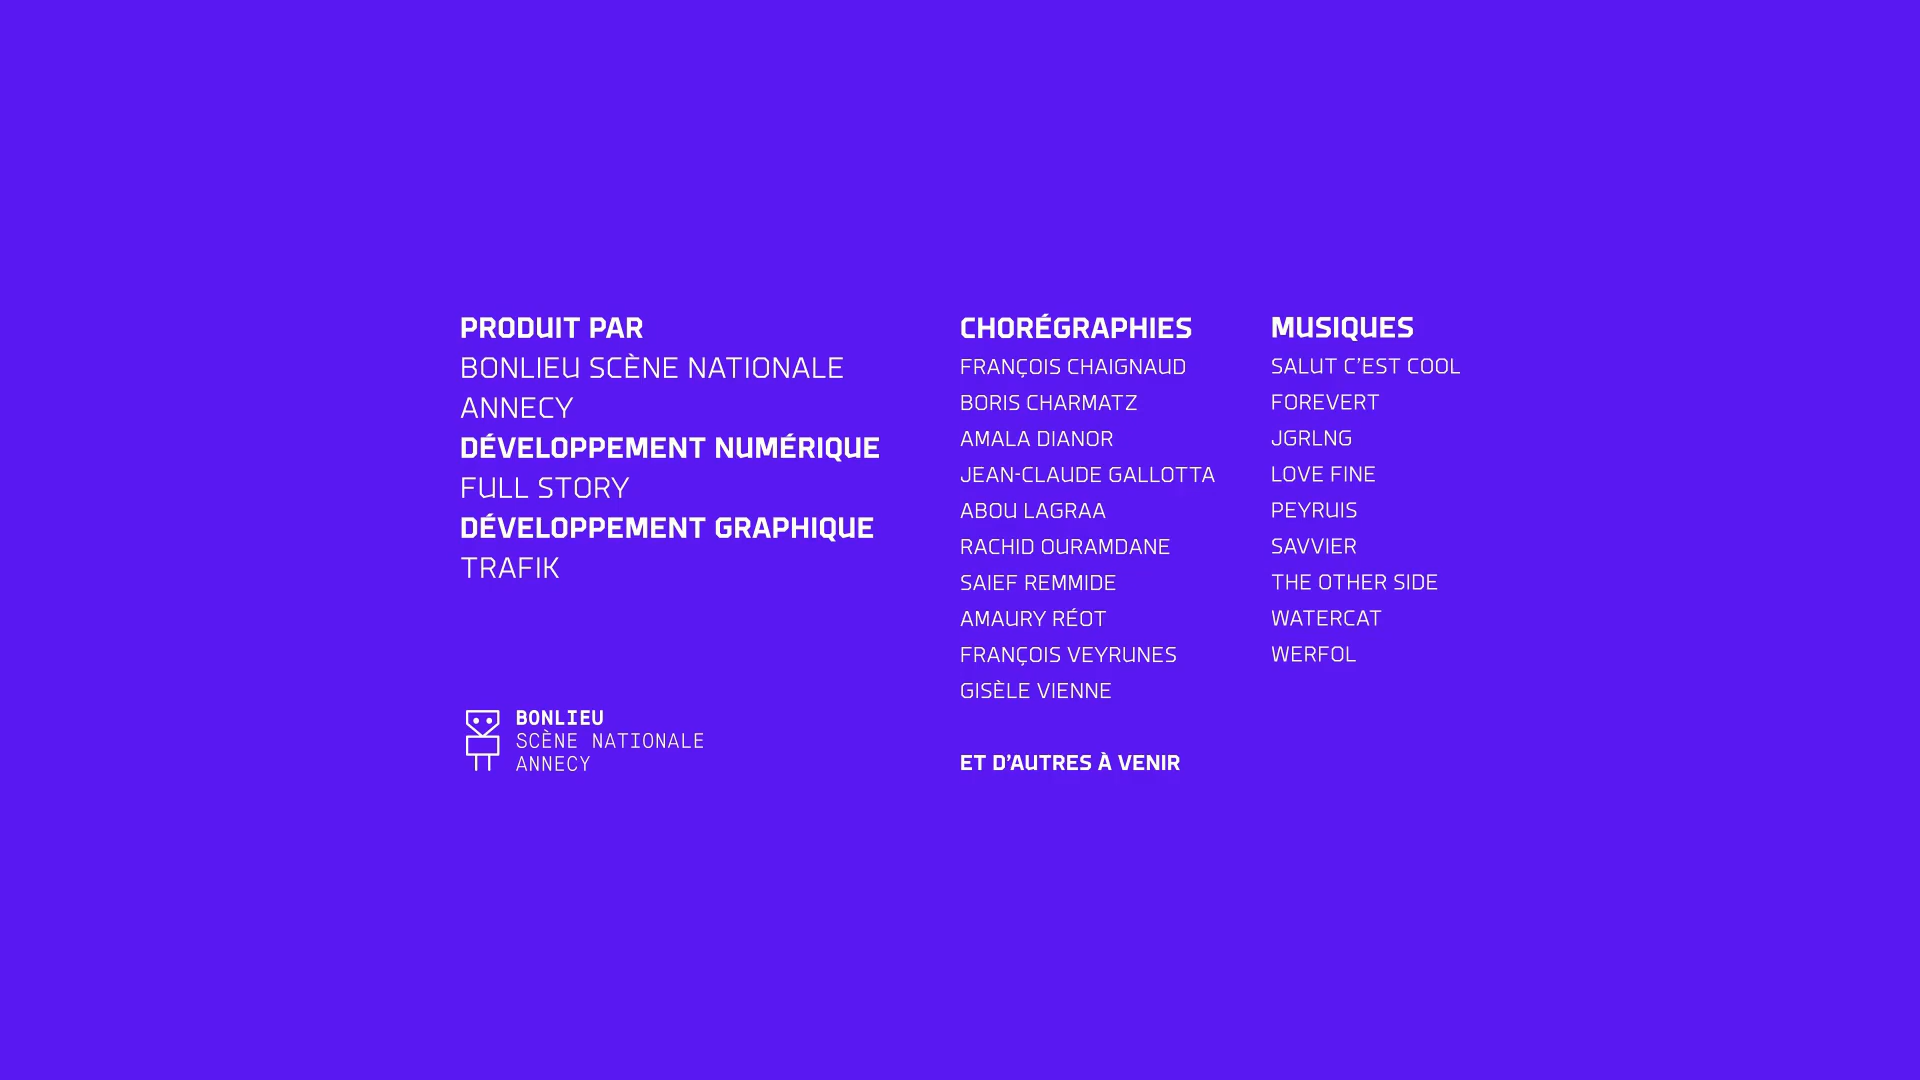 PRODUIT PAR
BONLIEU SCÈNE NATIONALE
ANNECY
DÉVELOPPEMENT NUMÉRIQUE
FULL STORY
DÉVELOPPEMENT GRAPHIQUE
TRAFIK
BONLIEU
SCÈNE NATIONALE
ANNECY
CHORÉGRAPHIES
FRANÇOIS CHAIGNAUD
BORIS CHARMATZ
AMALA DIANOR
JEAN-CLAUDE GALLOTTA
ABOU LAGRAA
RACHID OURAMDANE
SAIEF REMMIDE
AMAURY RÉOT
FRANÇOIS VEYRUNES
GISÈLE VIENNE
ET D’AUTRES À VENIR
MUSIQUES
SALUT C’EST COOL
FOREVERT
JGRLNG
LOVE FINE
PEYRUIS
SAVVIER
THE OTHER SIDE
WATERCAT
WERFOL